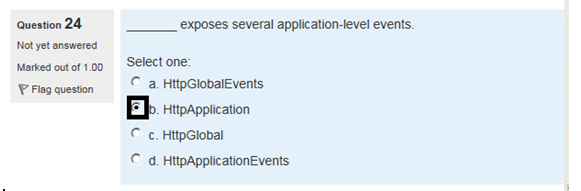 Question 24
Not yet answered
Marked out of 1.00
Flag question
_______ exposes several application-level events.
Select one:
a. HttpGlobalEvents
b. HttpApplication
c. HttpGlobal
d. HttpApplicationEvents